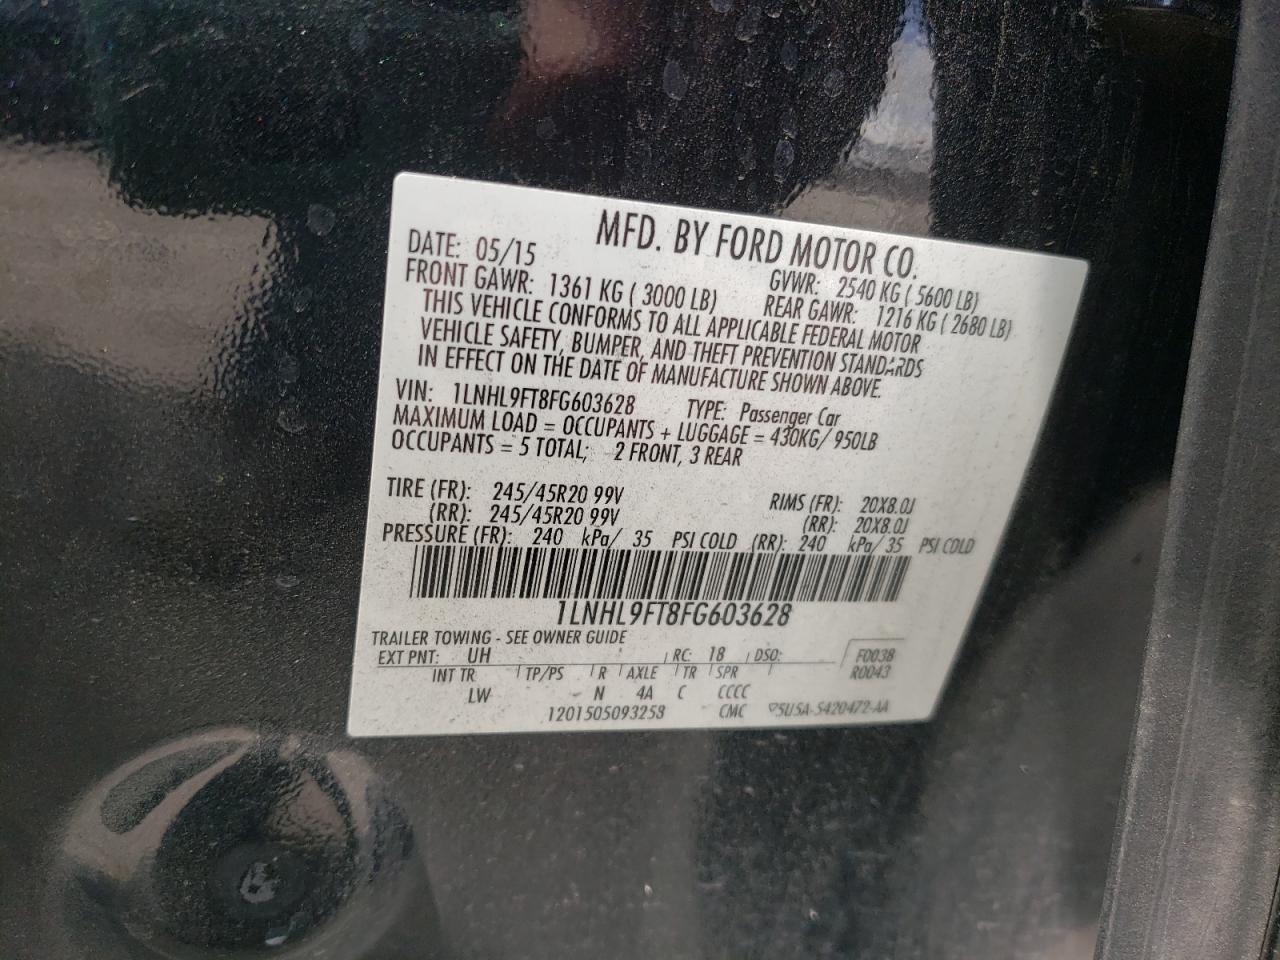 MFD. BY FORD MOTOR CO.
DATE: 05/15 GVWR: 2540 KG ( 5600 LB)
FRONT GAWR: 1361 KG ( 3000 LB) REAR GAWR: 1216 KG ( 2680 LB)
THIS VEHICLE CONFORMS TO ALL APPLICABLE FEDERAL MOTOR
VEHICLE SAFETY, BUMPER, AND THEFT PREVENTION STANDARDS
IN EFFECT ON THE DATE OF MANUFACTURE SHOWN ABOVE.
VIN: 1LNHL9FT8FG603628 TYPE: Passenger Car
MAXIMUM LOAD = OCCUPANTS + LUGGAGE = 430KG/ 950LB
OCCUPANTS = 5 TOTAL; 2 FRONT, 3 REAR
TIRE (FR): 245/45R20 99V RIMS (FR): 20X8.0J
(RR): 245/45R20 99V (RR): 20X8.0J
PRESSURE (FR): 240 kPa/ 35 PSI COLD (RR): 240 kPa/ 35 PSI COLD
1LNHL9FT8FG603628
TRAILER TOWING - SEE OWNER GUIDE
EXT PNT: UH RC: 18 DSO: F0038
R0043
INT TR TP/PS R AXLE TR SPR
LW - N 4A C CCCC
1201505093258 CMC 5USA-5420472-AA